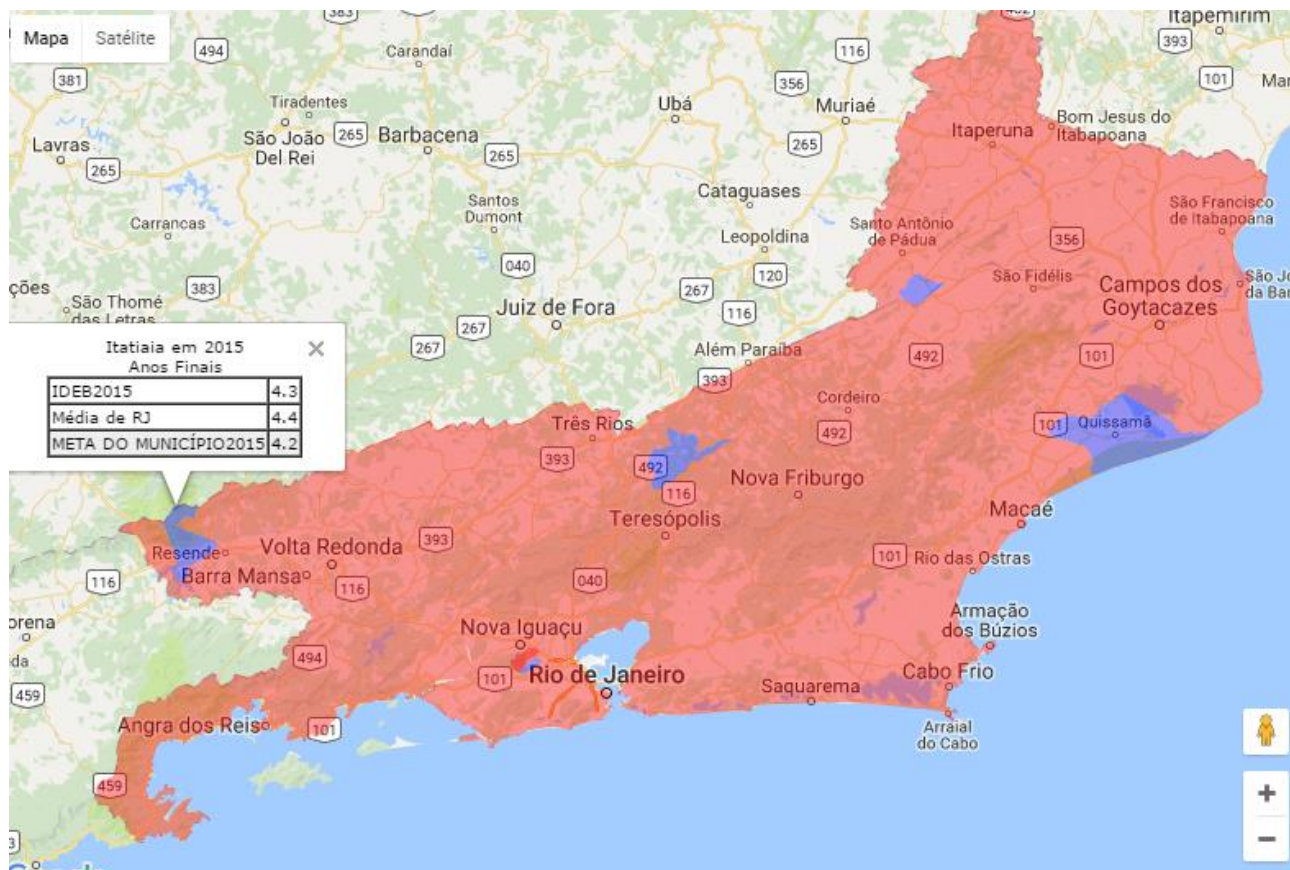 Mapa
Satélite
383
482
Itapemirim
393
494
Carandaí
116
381
356
101
Tiradentes
Ubá
Muriaé
Bom Jesus do
Itabapoana
São João
Del Rei
265
Barbacena
265
265
Itaperuna
Lavras
265
Cataguases
Santos
Dumont
São Francisco
de Itabapoana
Carrancas
Leopoldina
Santo Antônio
de Pádua
356
040
120
São Fidélis
Campos dos
Goytacazes
ções
383
267
São Thomé
das Letras
Juiz de Fora
116
267
267
Itatiaia em 2015
Anos Finais
IDEB2015 4.3
Média de RJ 4.4
META DO MUNICÍPIO2015 4.2
Além Paraíba
393
492
101
Cordeiro
492
101
Quissamã
Três Rios
393
492
116
Nova Friburgo
Teresópolis
Macaé
Resende
Volta Redonda
393
101
Rio das Ostras
116
Barra Mansa
116
040
Armação
dos Búzios
orena
da
Nova Iguaçu
494
101
Rio de Janeiro
Saquarema
Cabo Frio
459
Angra dos Reis
101
Arraial
do Cabo
459
+
−